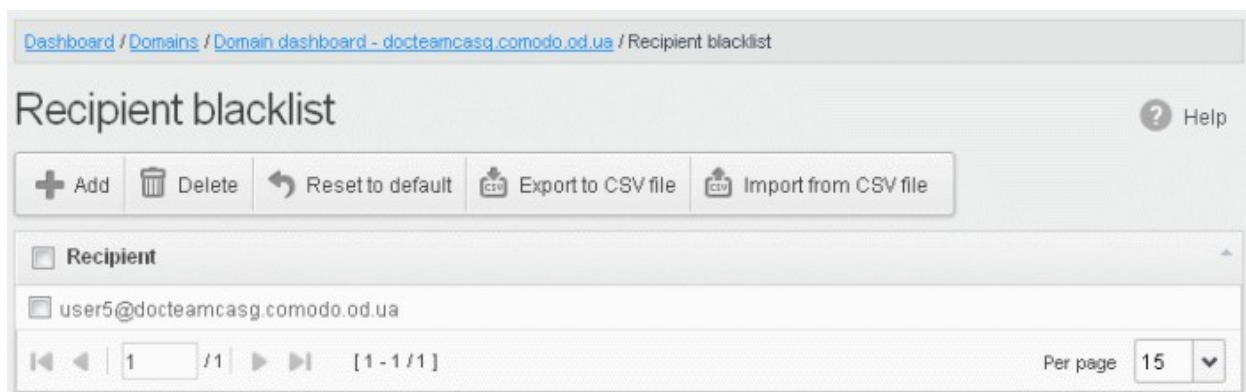 Dashboard / Domains / Domain dashboard - docteamcasg.comodo.od.ua / Recipient blacklist
Recipient blacklist
Help
Add Delete Reset to default Export to CSV file Import from CSV file
Recipient
user5@docteamcasg.comodo.od.ua
1 /1 [ 1 - 1 / 1 ] Per page 15